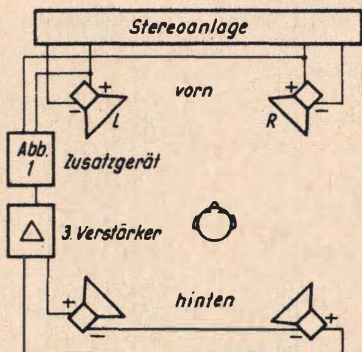 Stereoanlage
+ +
− −
L vorn R
Abb.
1
Zusatzgerät
3. Verstärker
hinten
+ +
− −